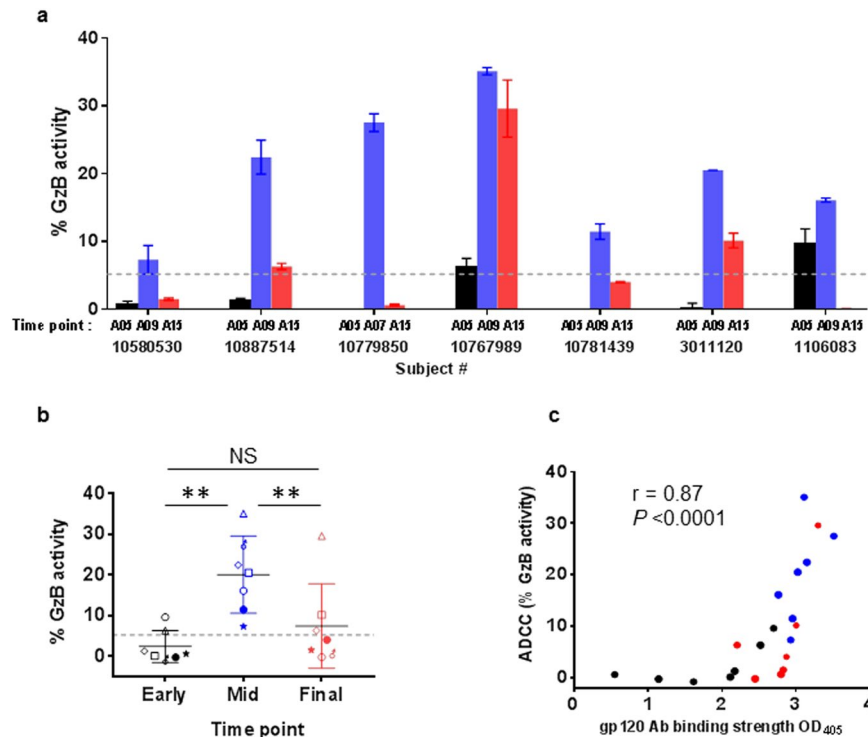 a
40
30
20
10
0
% GzB activity
Time point : A05 A09 A15 A05 A09 A15 A05 A07 A15 A05 A09 A15 A05 A09 A15 A05 A09 A15 A05 A09 A15
10580530 10887514 10779850 10767989 10781439 3011120 1106083
Subject #
b
NS
** **
40
30
20
10
0
% GzB activity
Early Mid Final
Time point
c
40
30
20
10
0
ADCC (% GzB activity)
r = 0.87
P <0.0001
0 1 2 3 4
gp120 Ab binding strength OD405